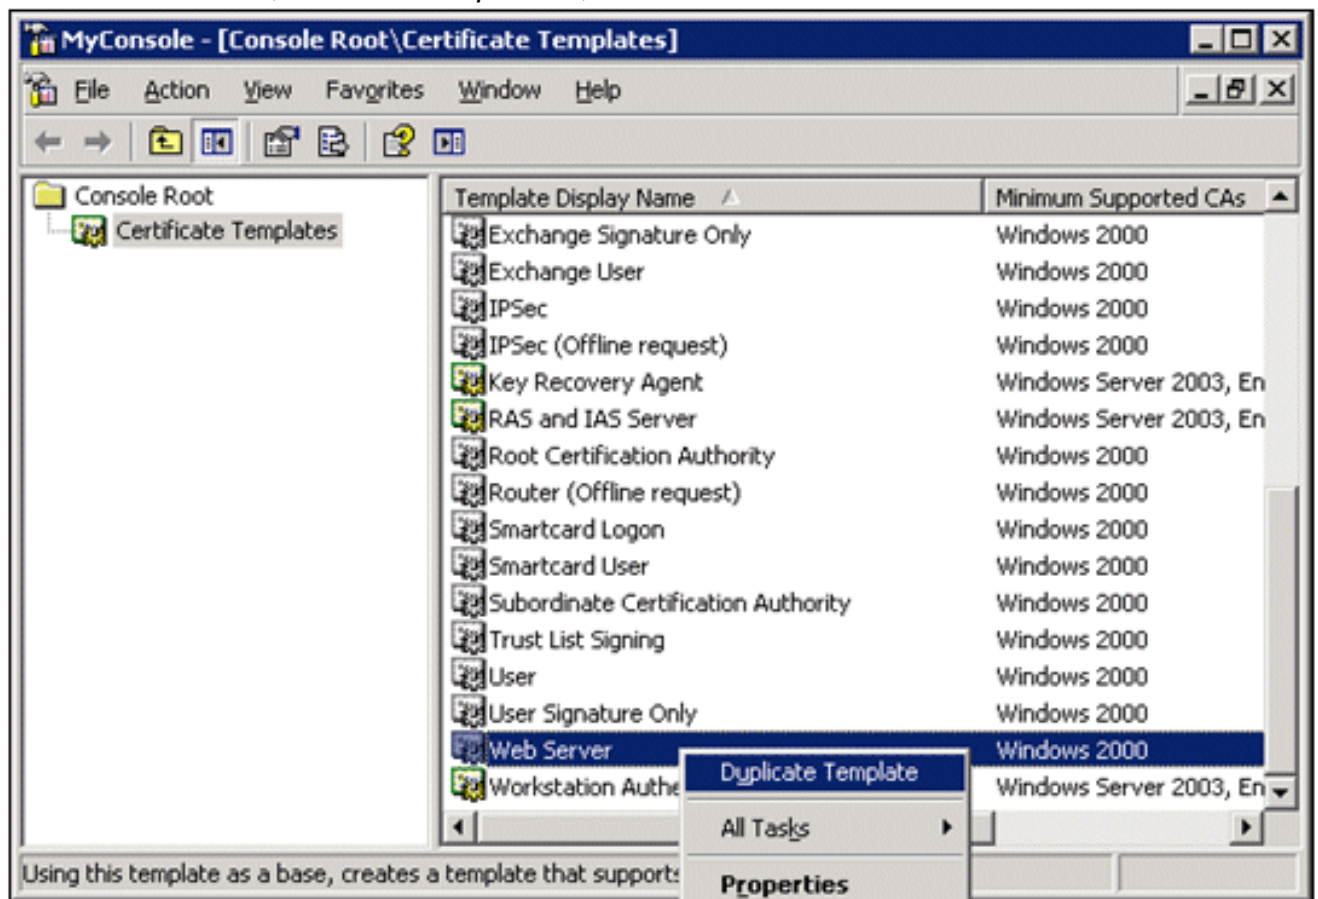 MyConsole - [Console Root\Certificate Templates]
File Action View Favorites Window Help
Console Root
Certificate Templates
Template Display Name Minimum Supported CAs
Exchange Signature Only Windows 2000
Exchange User Windows 2000
IPSec Windows 2000
IPSec (Offline request) Windows 2000
Key Recovery Agent Windows Server 2003, En
RAS and IAS Server Windows Server 2003, En
Root Certification Authority Windows 2000
Router (Offline request) Windows 2000
Smartcard Logon Windows 2000
Smartcard User Windows 2000
Subordinate Certification Authority Windows 2000
Trust List Signing Windows 2000
User Windows 2000
User Signature Only Windows 2000
Web Server Windows 2000
Duplicate Template
Workstation Authe Windows Server 2003, En
All Tasks
Properties
Using this template as a base, creates a template that supports